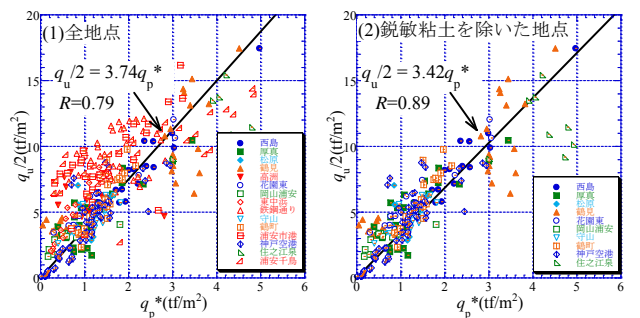 (1)全地点
q_u/2 = 3.74q_p*
R=0.79
q_u/2(tf/m²)
20
15
10
5
0
0 1 2 3 4 5 6
q_p*(tf/m²)
西島
厚真
松原
鶴見
高洲
花園東
岡山浦安
東中浜
鉄鋼通り
守山
鶴町
浦安市港
神戸空港
住之江泉
浦安千鳥
(2)鋭敏粘土を除いた地点
q_u/2 = 3.42q_p*
R=0.89
q_u/2(tf/m²)
20
15
10
5
0
0 1 2 3 4 5 6
q_p*(tf/m²)
西島
厚真
松原
鶴見
花園東
岡山浦安
守山
鶴町
神戸空港
住之江泉